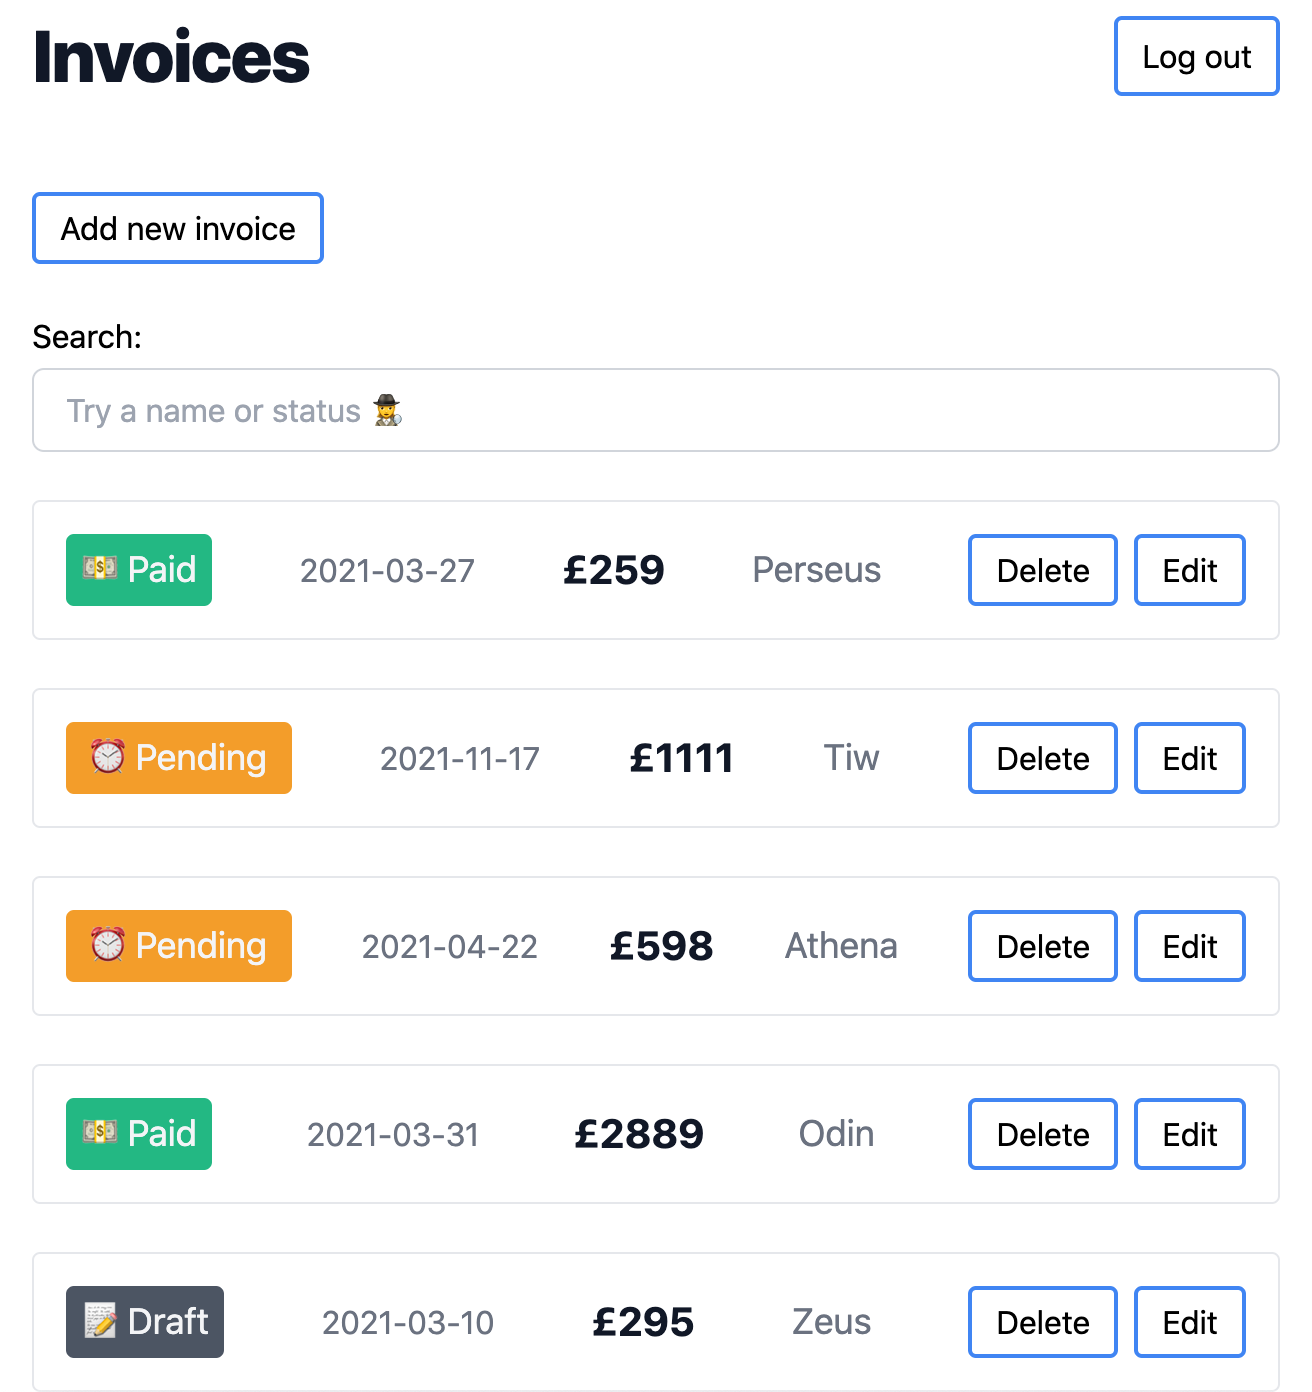 Invoices
Log out
Add new invoice
Search:
Try a name or status 🕵️‍♀️
💵 Paid 2021-03-27 £259 Perseus Delete Edit
⏰ Pending 2021-11-17 £1111 Tiw Delete Edit
⏰ Pending 2021-04-22 £598 Athena Delete Edit
💵 Paid 2021-03-31 £2889 Odin Delete Edit
📝 Draft 2021-03-10 £295 Zeus Delete Edit